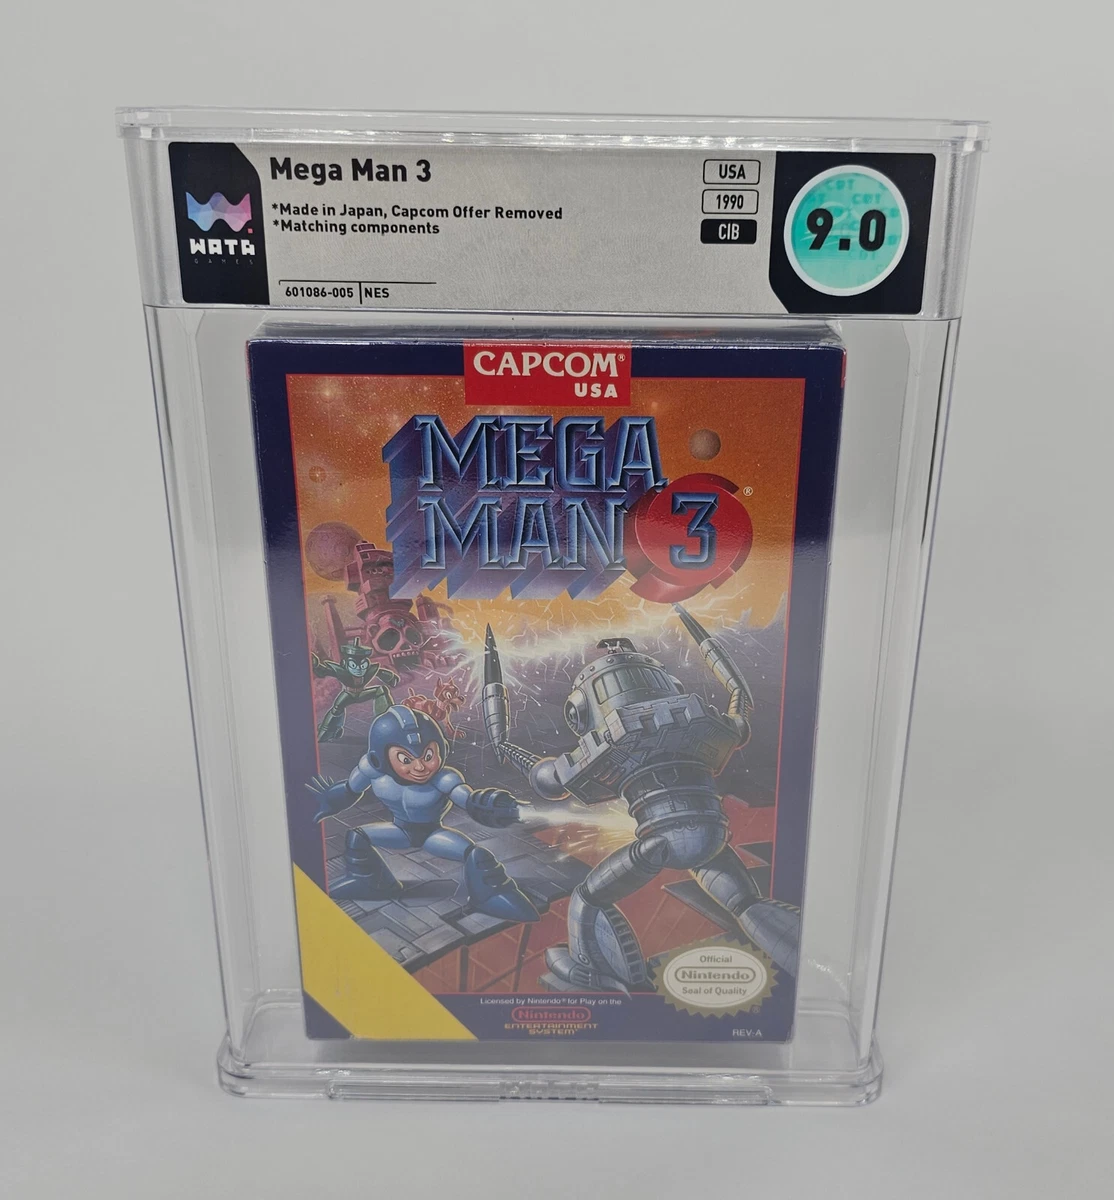 Mega Man 3
*Made in Japan, Capcom Offer Removed
*Matching components
601086-005 NES
WATA
GAMES
USA
1990
CIB
9.0
CAPCOM®
USA
MEGA
MAN 3®
Official
Nintendo
Seal of Quality
Licensed by Nintendo® for Play on the
Nintendo
ENTERTAINMENT
SYSTEM
REV-A